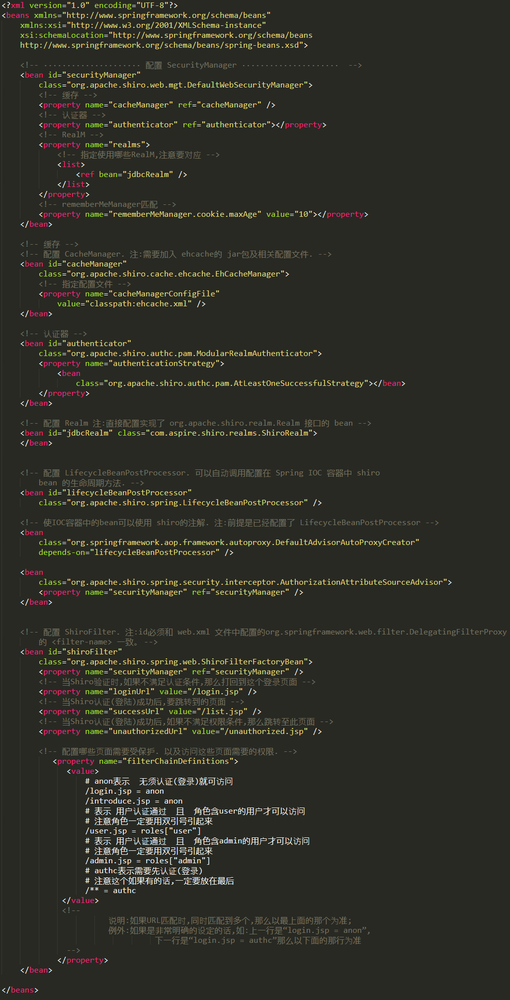 <?xml version="1.0" encoding="UTF-8"?>
<beans xmlns="http://www.springframework.org/schema/beans"
xmlns:xsi="http://www.w3.org/2001/XMLSchema-instance"
xsi:schemaLocation="http://www.springframework.org/schema/beans
http://www.springframework.org/schema/beans/spring-beans.xsd">
<!-- ····················· 配置 SecurityManager ·····················  -->
<bean id="securityManager"
class="org.apache.shiro.web.mgt.DefaultWebSecurityManager">
<!-- 缓存 -->
<property name="cacheManager" ref="cacheManager" />
<!-- 认证器 -->
<property name="authenticator" ref="authenticator"></property>
<!-- RealM -->
<property name="realms">
<!-- 指定使用哪些RealM,注意要对应 -->
<list>
<ref bean="jdbcRealm" />
</list>
</property>
<!-- rememberMeManager匹配 -->
<property name="rememberMeManager.cookie.maxAge" value="10"></property>
</bean>
<!-- 缓存 -->
<!-- 配置 CacheManager. 注:需要加入 ehcache的 jar包及相关配置文件. -->
<bean id="cacheManager"
class="org.apache.shiro.cache.ehcache.EhCacheManager">
<!-- 指定配置文件 -->
<property name="cacheManagerConfigFile"
value="classpath:ehcache.xml" />
</bean>
<!-- 认证器 -->
<bean id="authenticator"
class="org.apache.shiro.authc.pam.ModularRealmAuthenticator">
<property name="authenticationStrategy">
<bean
class="org.apache.shiro.authc.pam.AtLeastOneSuccessfulStrategy"></bean>
</property>
</bean>
<!-- 配置 Realm 注:直接配置实现了 org.apache.shiro.realm.Realm 接口的 bean -->
<bean id="jdbcRealm" class="com.aspire.shiro.realms.ShiroRealm">
</bean>
<!-- 配置 LifecycleBeanPostProcessor. 可以自动调用配置在 Spring IOC 容器中 shiro
bean 的生命周期方法. -->
<bean id="lifecycleBeanPostProcessor"
class="org.apache.shiro.spring.LifecycleBeanPostProcessor" />
<!-- 使IOC容器中的bean可以使用 shiro的注解. 注:前提是已经配置了 LifecycleBeanPostProcessor -->
<bean
class="org.springframework.aop.framework.autoproxy.DefaultAdvisorAutoProxyCreator"
depends-on="lifecycleBeanPostProcessor" />
<bean
class="org.apache.shiro.spring.security.interceptor.AuthorizationAttributeSourceAdvisor">
<property name="securityManager" ref="securityManager" />
</bean>
<!-- 配置 ShiroFilter. 注:id必须和 web.xml 文件中配置的org.springframework.web.filter.DelegatingFilterProxy
的 <filter-name> 一致。-->
<bean id="shiroFilter"
class="org.apache.shiro.spring.web.ShiroFilterFactoryBean">
<property name="securityManager" ref="securityManager" />
<!-- 当Shiro验证时,如果不满足认证条件,那么打回到这个登录页面 -->
<property name="loginUrl" value="/login.jsp" />
<!-- 当Shiro认证(登陆)成功后,要跳转到的页面 -->
<property name="successUrl" value="/list.jsp" />
<!-- 当Shiro认证(登陆)成功后,如果不满足权限条件,那么跳转至此页面 -->
<property name="unauthorizedUrl" value="/unauthorized.jsp" />
<!-- 配置哪些页面需要受保护. 以及访问这些页面需要的权限. -->
<property name="filterChainDefinitions">
<value>
# anon表示  无须认证(登录)就可访问
/login.jsp = anon
/introduce.jsp = anon
# 表示 用户认证通过  且  角色含user的用户才可以访问
# 注意角色一定要用双引号引起来
/user.jsp = roles["user"]
# 表示 用户认证通过  且  角色含admin的用户才可以访问
# 注意角色一定要用双引号引起来
/admin.jsp = roles["admin"]
# authc表示需要先认证(登录)
# 注意这个如果有的话,一定要放在最后
/** = authc
</value>
<!--
说明:如果URL匹配时,同时匹配到多个,那么以最上面的那个为准;
例外:如果是非常明确的设定的话,如:上一行是“login.jsp = anon”,
下一行是“login.jsp = authc”那么以下面的那行为准
-->
</property>
</bean>
</beans>